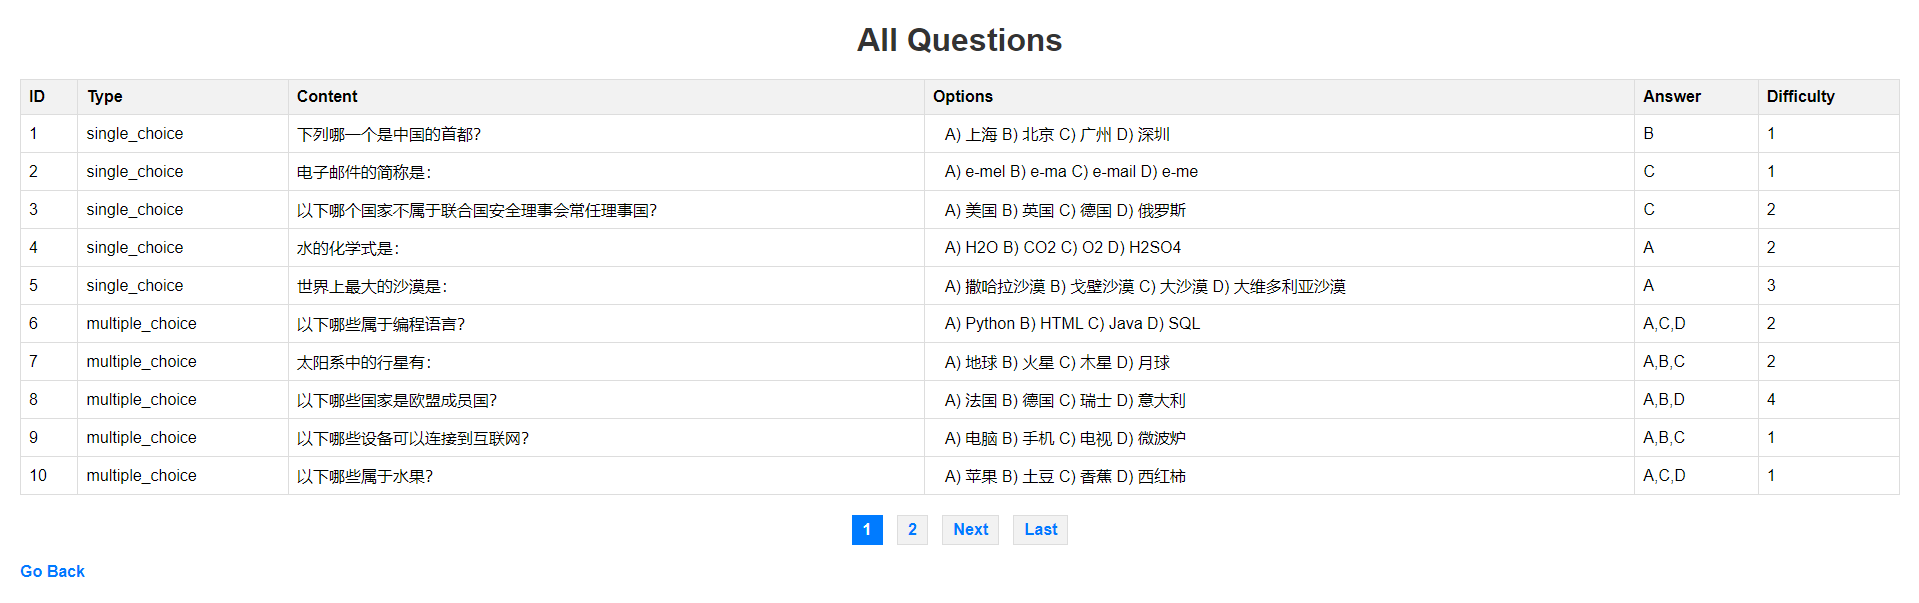 All Questions
ID Type Content Options Answer Difficulty
1 single_choice 下列哪一个是中国的首都? A) 上海 B) 北京 C) 广州 D) 深圳 B 1
2 single_choice 电子邮件的简称是: A) e-mel B) e-ma C) e-mail D) e-me C 1
3 single_choice 以下哪个国家不属于联合国安全理事会常任理事国? A) 美国 B) 英国 C) 德国 D) 俄罗斯 C 2
4 single_choice 水的化学式是: A) H2O B) CO2 C) O2 D) H2SO4 A 2
5 single_choice 世界上最大的沙漠是: A) 撒哈拉沙漠 B) 戈壁沙漠 C) 大沙漠 D) 大维多利亚沙漠 A 3
6 multiple_choice 以下哪些属于编程语言? A) Python B) HTML C) Java D) SQL A,C,D 2
7 multiple_choice 太阳系中的行星有: A) 地球 B) 火星 C) 木星 D) 月球 A,B,C 2
8 multiple_choice 以下哪些国家是欧盟成员国? A) 法国 B) 德国 C) 瑞士 D) 意大利 A,B,D 4
9 multiple_choice 以下哪些设备可以连接到互联网? A) 电脑 B) 手机 C) 电视 D) 微波炉 A,B,C 1
10 multiple_choice 以下哪些属于水果? A) 苹果 B) 土豆 C) 香蕉 D) 西红柿 A,C,D 1
1 2 Next Last
Go Back